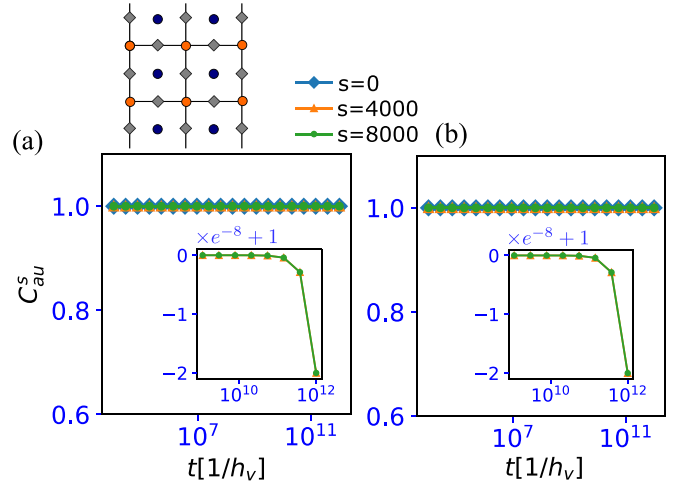 s=0
s=4000
s=8000
(a)
(b)
1.0
0.8
0.6
C_{au}^{s}
×e^{-8} + 1
0
−1
−2
10^{10}
10^{12}
10^{7}
10^{11}
t[1/h_v]
1.0
0.8
0.6
×e^{-8} + 1
0
−1
−2
10^{10}
10^{12}
10^{7}
10^{11}
t[1/h_v]